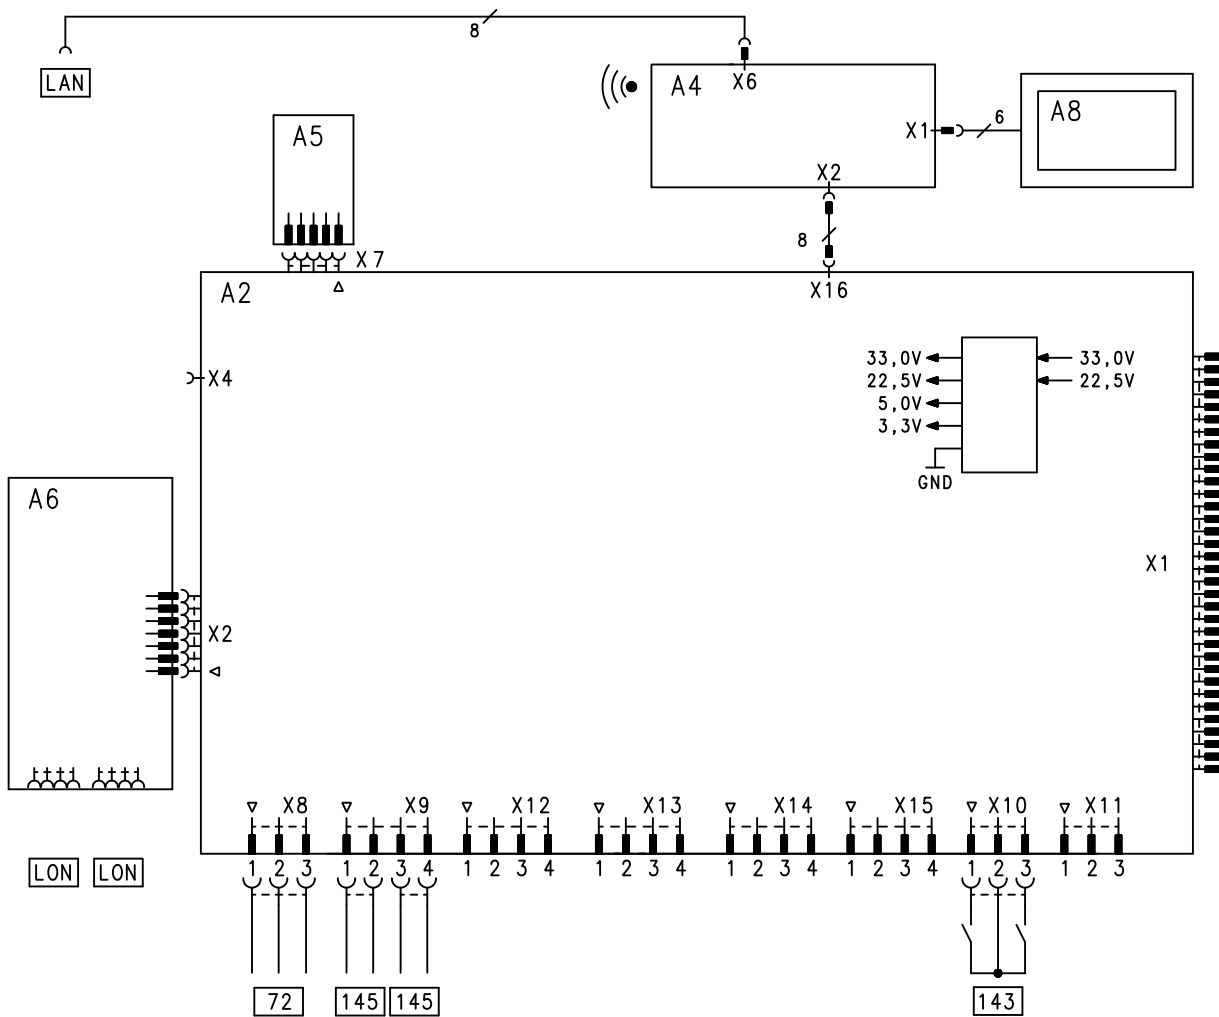 8
LAN
A4
X6
A8
X1
6
A5
X2
8
X7
A2
X16
33,0V
33,0V
22,5V
22,5V
X4
5,0V
3,3V
GND
A6
X1
X2
X8 X9 X12 X13 X14 X15 X10 X11
1 2 3 1 2 3 4 1 2 3 4 1 2 3 4 1 2 3 4 1 2 3 4 1 2 3 1 2 3
LON LON
72 145 145 143